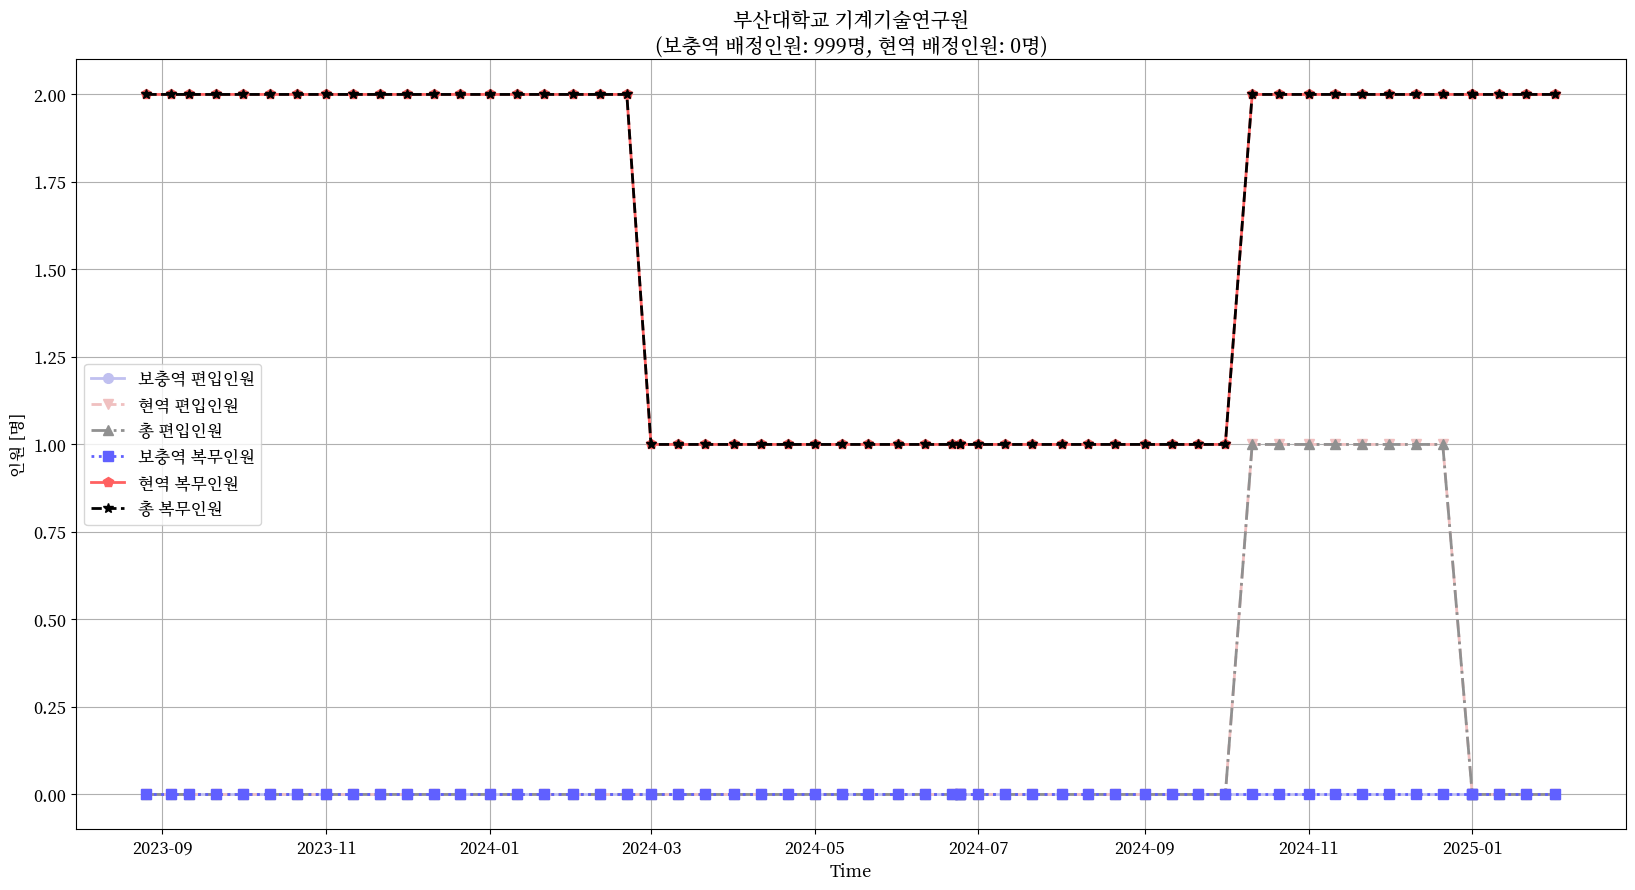 부산대학교 기계기술연구원
(보충역 배정인원: 999명, 현역 배정인원: 0명)
2.00
1.75
1.50
1.25
1.00
0.75
0.50
0.25
0.00
인원 [명]
보충역 편입인원
현역 편입인원
총 편입인원
보충역 복무인원
현역 복무인원
총 복무인원
2023-09
2023-11
2024-01
2024-03
2024-05
2024-07
2024-09
2024-11
2025-01
Time